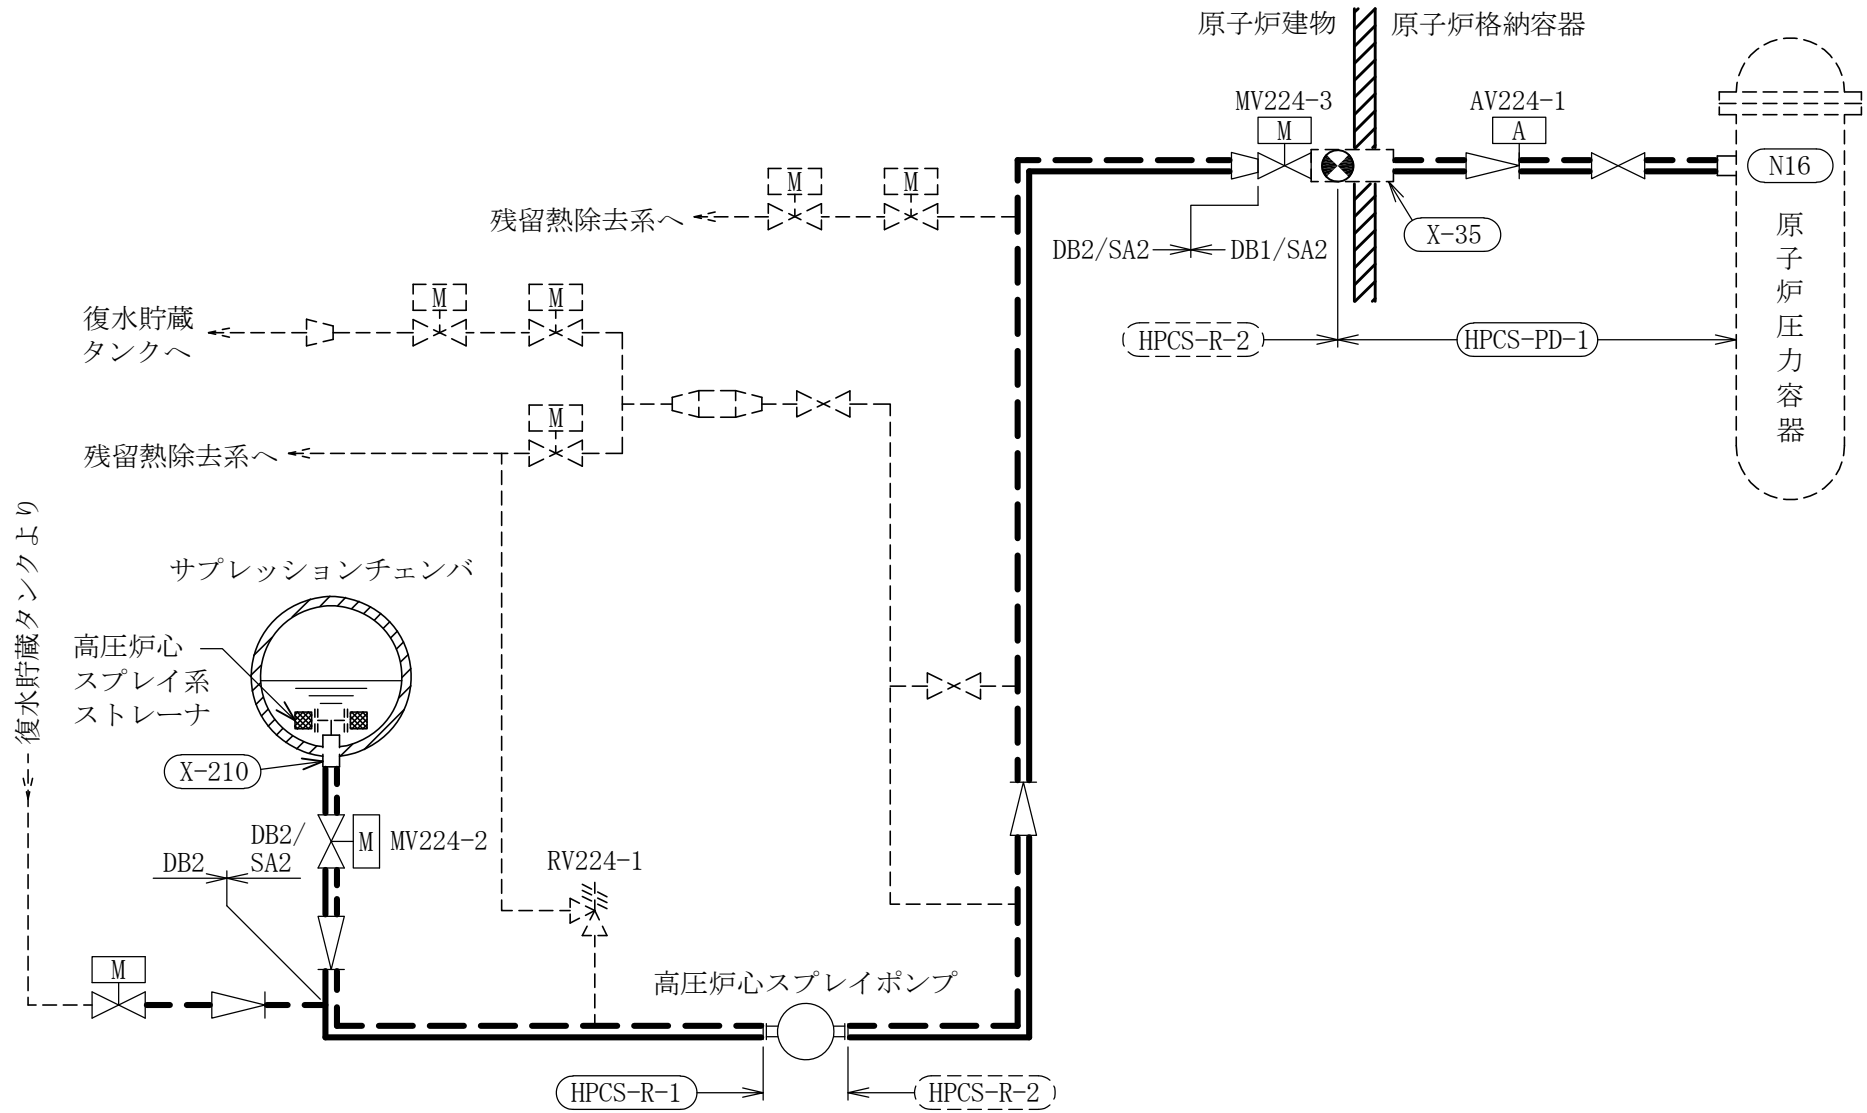 原子炉建物
原子炉格納容器
MV224-3
M
AV224-1
A
N16
原子炉圧力容器
X-35
DB2/SA2
DB1/SA2
HPCS-R-2
HPCS-PD-1
M
M
残留熱除去系へ
M
M
復水貯蔵
タンクへ
M
残留熱除去系へ
復水貯蔵タンクより
サプレッションチェンバ
高圧炉心
スプレイ系
ストレーナ
X-210
DB2/
SA2
DB2
M
MV224-2
RV224-1
M
高圧炉心スプレイポンプ
HPCS-R-1
HPCS-R-2